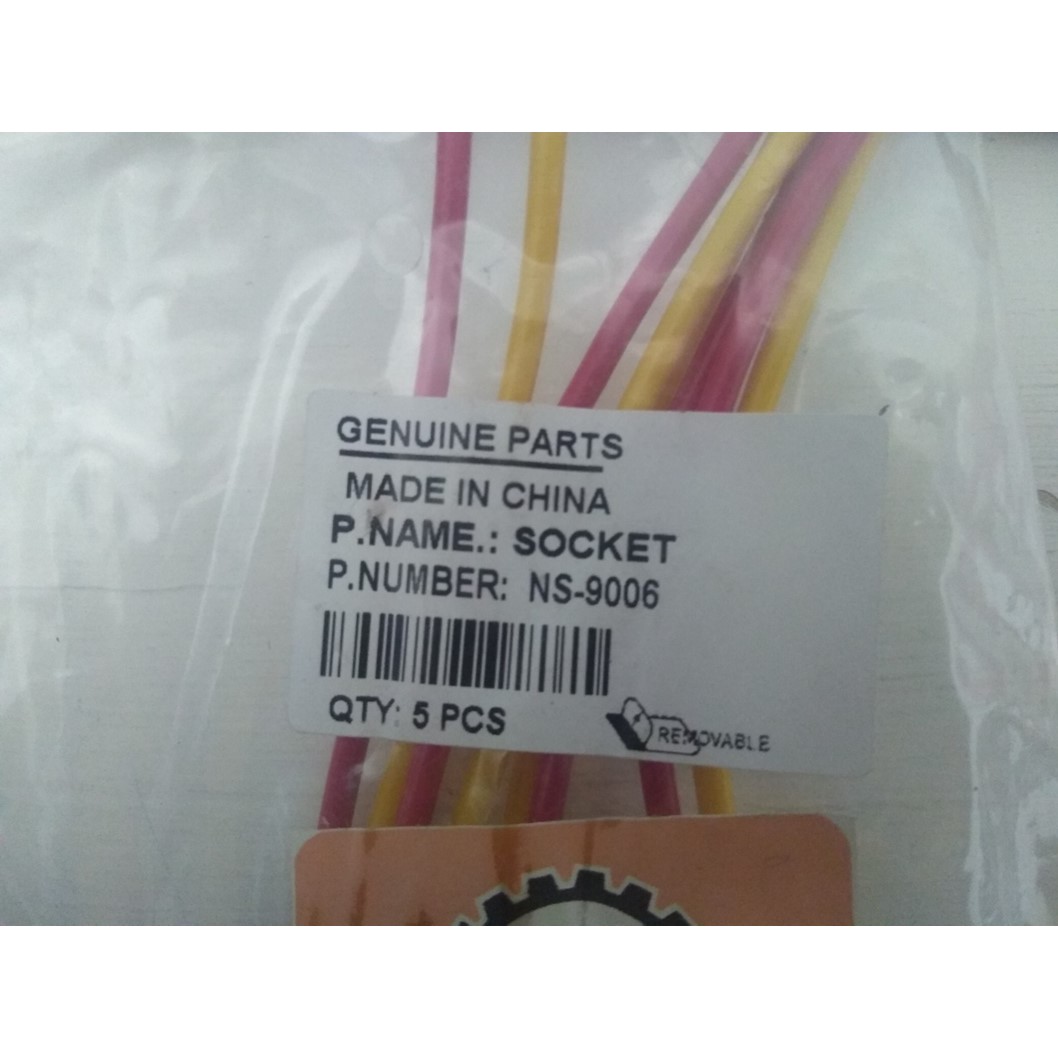 GENUINE PARTS
MADE IN CHINA
P.NAME.: SOCKET
P.NUMBER: NS-9006
QTY: 5 PCS
REMOVABLE